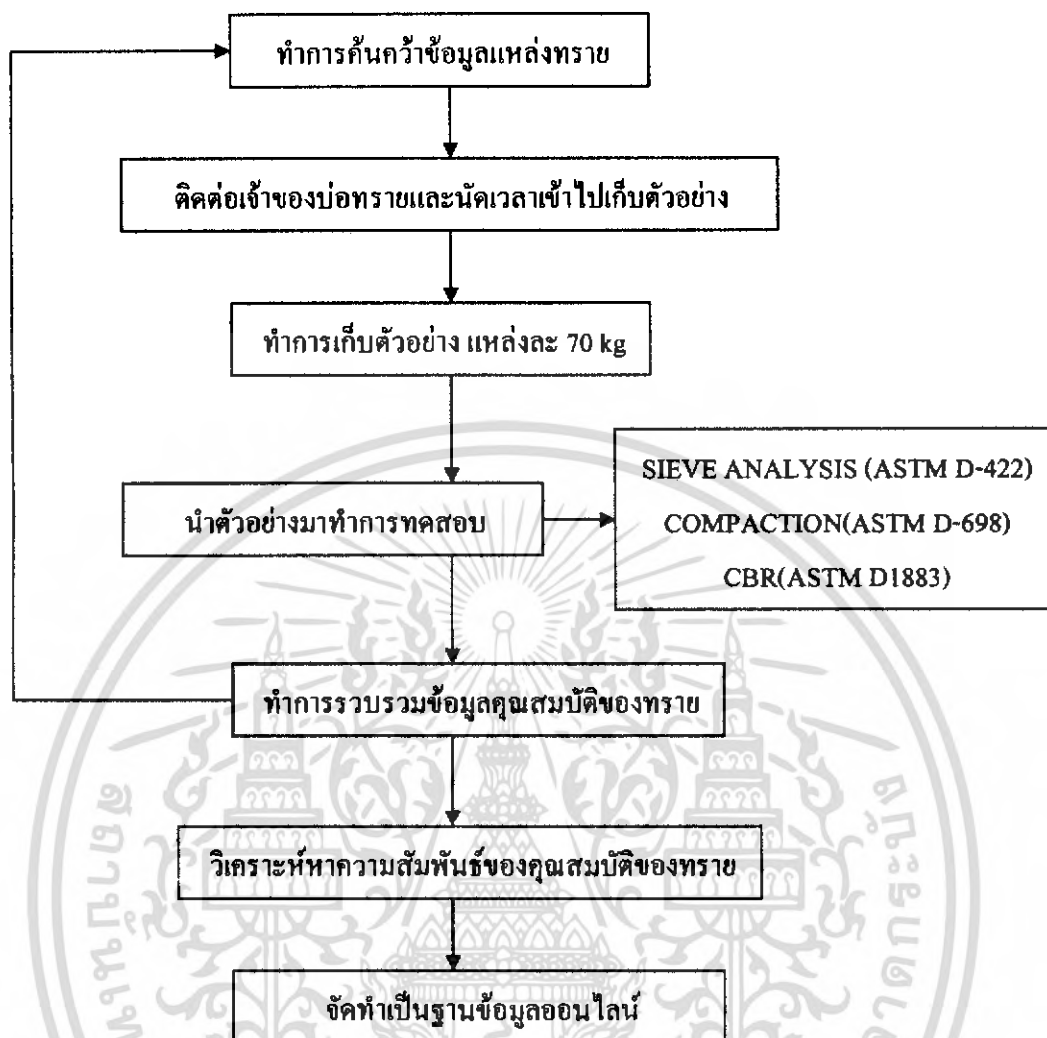 ทำการค้นคว้าข้อมูลแหล่งทราย
ติดต่อเจ้าของบ่อทรายและนัดเวลาเข้าไปเก็บตัวอย่าง
ทำการเก็บตัวอย่าง แหล่งละ 70 kg
นำตัวอย่างมาทำการทดสอบ
SIEVE ANALYSIS (ASTM D-422)
COMPACTION(ASTM D-698)
CBR(ASTM D1883)
ทำการรวบรวมข้อมูลคุณสมบัติของทราย
วิเคราะห์หาความสัมพันธ์ของคุณสมบัติของทราย
จัดทำเป็นฐานข้อมูลออนไลน์